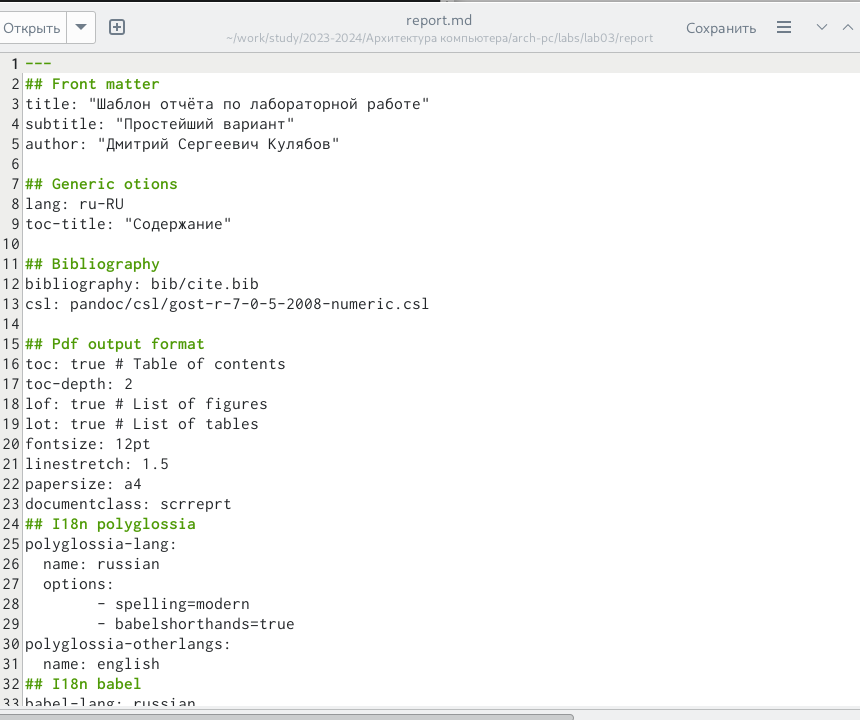 Открыть
report.md
~/work/study/2023-2024/Архитектура компьютера/arch-pc/labs/lab03/report
Сохранить
1 ---
2 ## Front matter
3 title: "Шаблон отчёта по лабораторной работе"
4 subtitle: "Простейший вариант"
5 author: "Дмитрий Сергеевич Кулябов"
6
7 ## Generic otions
8 lang: ru-RU
9 toc-title: "Содержание"
10
11 ## Bibliography
12 bibliography: bib/cite.bib
13 csl: pandoc/csl/gost-r-7-0-5-2008-numeric.csl
14
15 ## Pdf output format
16 toc: true # Table of contents
17 toc-depth: 2
18 lof: true # List of figures
19 lot: true # List of tables
20 fontsize: 12pt
21 linestretch: 1.5
22 papersize: a4
23 documentclass: scrreprt
24 ## I18n polyglossia
25 polyglossia-lang:
26   name: russian
27   options:
28         - spelling=modern
29         - babelshorthands=true
30 polyglossia-otherlangs:
31   name: english
32 ## I18n babel
33 babel-lang: russian